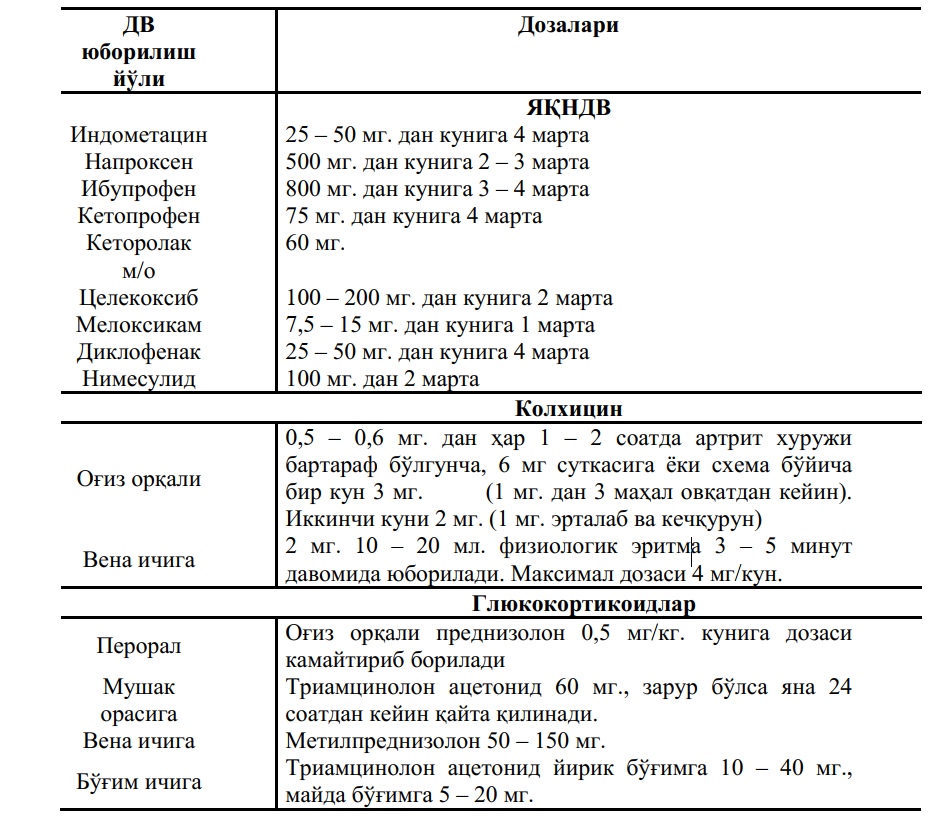 ДВ юборилиш йўли Дозалари
ЯҚНДВ
Индометацин 25 – 50 мг. дан кунига 4 марта
Напроксен 500 мг. дан кунига 2 – 3 марта
Ибупрофен 800 мг. дан кунига 3 – 4 марта
Кетопрофен 75 мг. дан кунига 4 марта
Кеторолак 60 мг.
м/о
Целекоксиб 100 – 200 мг. дан кунига 2 марта
Мелоксикам 7,5 – 15 мг. дан кунига 1 марта
Диклофенак 25 – 50 мг. дан кунига 4 марта
Нимесулид 100 мг. дан 2 марта
Колхицин
Оғиз орқали
0,5 – 0,6 мг. дан ҳар 1 – 2 соатда артрит хуружи
бартараф бўлгунча, 6 мг суткасига ёки схема бўйича
бир кун 3 мг. (1 мг. дан 3 маҳал овқатдан кейин).
Иккинчи куни 2 мг. (1 мг. эрталаб ва кечқурун)
Вена ичига
2 мг. 10 – 20 мл. физиологик эритма 3 – 5 минут
давомида юборилади. Максимал дозаси 4 мг/кун.
Глюкокортикоидлар
Перорал
Оғиз орқали преднизолон 0,5 мг/кг. кунига дозаси
камайтириб борилади
Мушак
орасига
Триамцинолон ацетонид 60 мг., зарур бўлса яна 24
соатдан кейин қайта қилинади.
Вена ичига Метилпреднизолон 50 – 150 мг.
Бўғим ичига
Триамцинолон ацетонид йирик бўғимга 10 – 40 мг.,
майда бўғимга 5 – 20 мг.